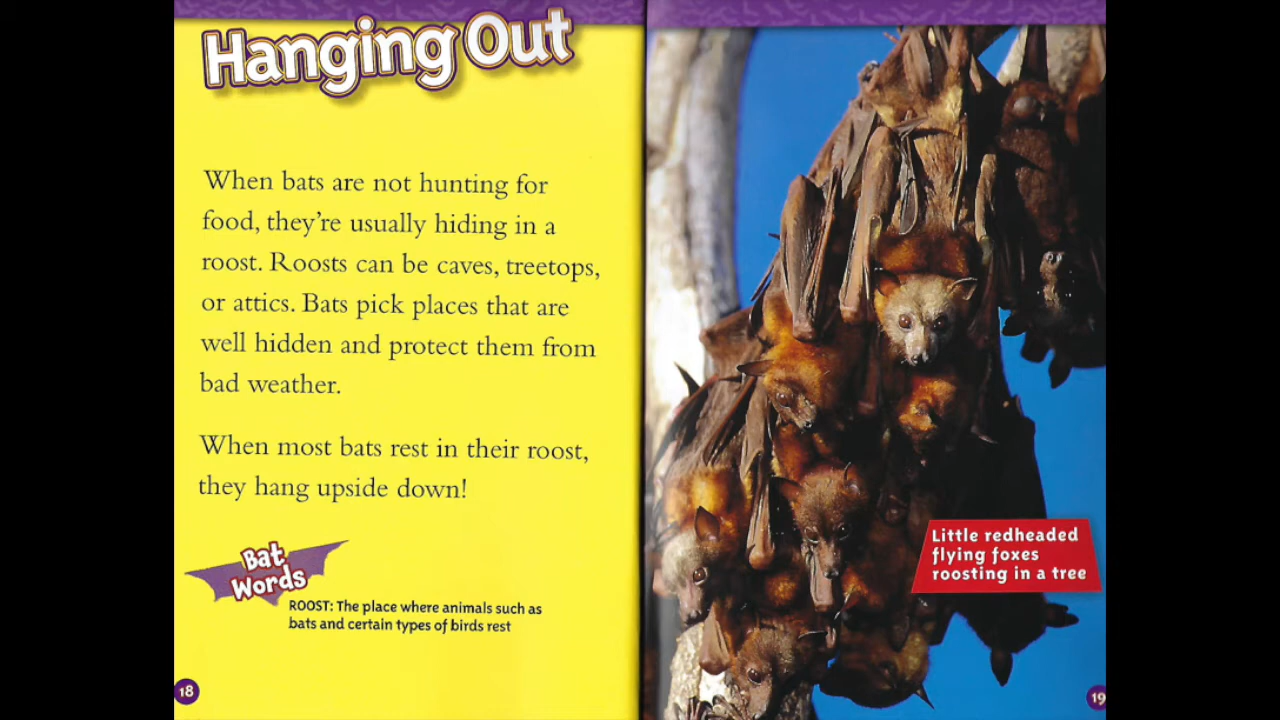 Hanging Out
When bats are not hunting for
food, they're usually hiding in a
roost. Roosts can be caves, treetops,
or attics. Bats pick places that are
well hidden and protect them from
bad weather.
When most bats rest in their roost,
they hang upside down!
Bat
Words
ROOST: The place where animals such as
bats and certain types of birds rest
18
Little redheaded
flying foxes
roosting in a tree
19